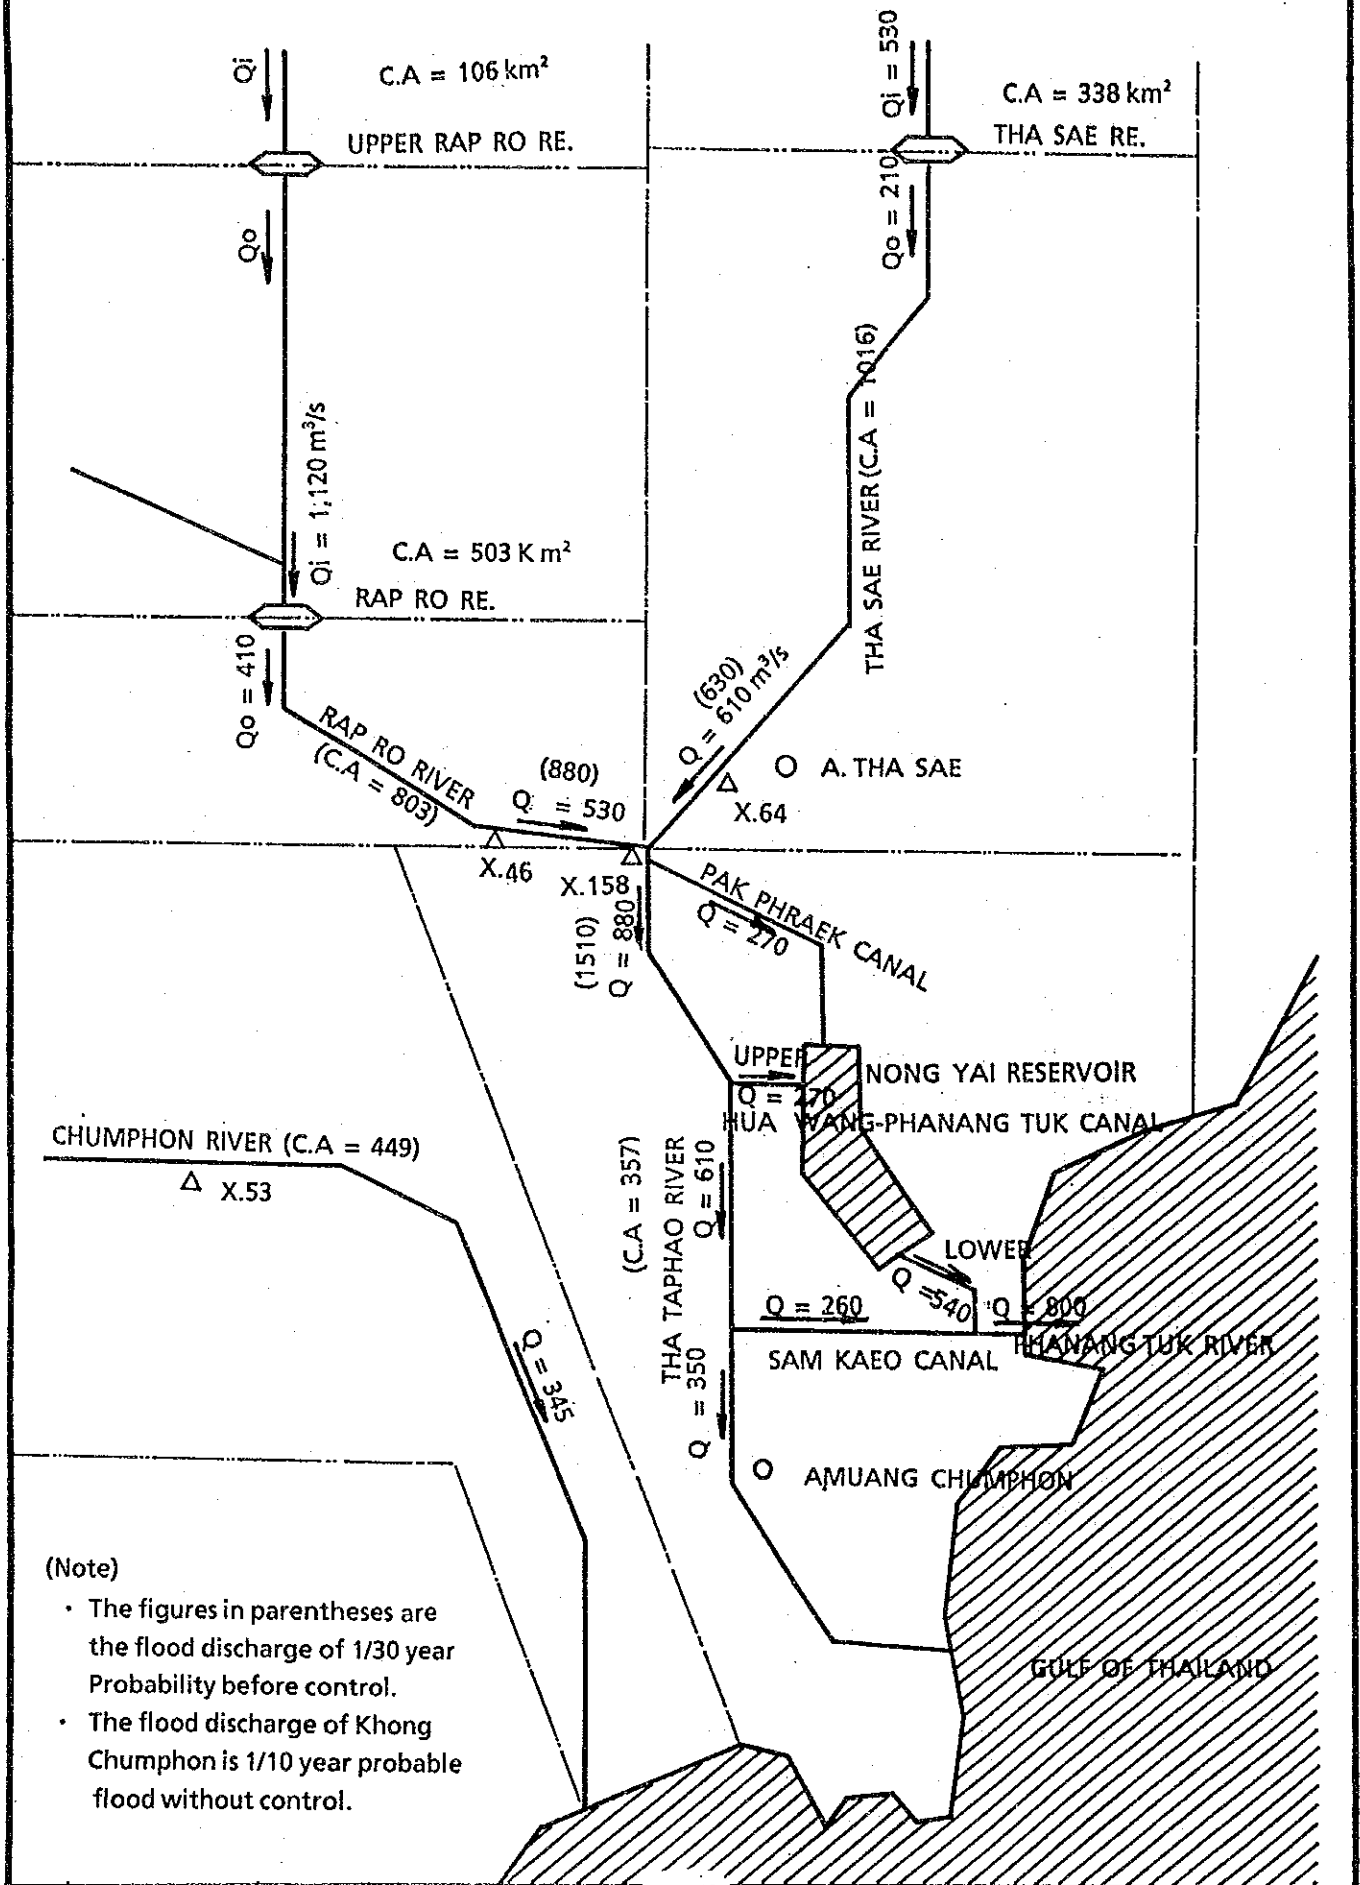 Qi
C.A = 106 km²
UPPER RAP RO RE.
Qo
Qi = 530
C.A = 338 km²
THA SAE RE.
Qo = 210
THA SAE RIVER (C.A = 1016)
Qi = 1,120 m³/s
C.A = 503 K m²
RAP RO RE.
Qo = 410
RAP RO RIVER
(C.A = 803)
(880)
Q = 530
(630)
Q = 610 m³/s
A. THA SAE
X.64
X.46
X.158
(1510)
Q = 880
PAK PHRAEK CANAL
Q = 270
UPPER
Q = 270
NONG YAI RESERVOIR
HUA WANG-PHANANG TUK CANAL
CHUMPHON RIVER (C.A = 449)
X.53
(C.A = 357)
THA TAPHAO RIVER
Q = 610
LOWER
Q = 540
Q = 260
Q = 800
PHANANG TUK RIVER
SAM KAEO CANAL
Q = 350
Q = 345
AMUANG CHUMPHON
GULF OF THAILAND
(Note)
· The figures in parentheses are
the flood discharge of 1/30 year
Probability before control.
· The flood discharge of Khong
Chumphon is 1/10 year probable
flood without control.